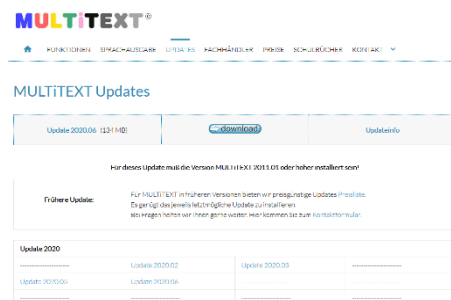 MULTiTEXT®
FUNKTIONEN SPRACHAUSGABE UPDATES FACHHÄNDLER PREISE SCHULBÜCHER KONTAKT
MULTiTEXT Updates
Update 2020.06 (134 MB) download Updateinfo
Für dieses Update muß die Version MULTiTEXT 2011.01 oder höher installiert sein!
Frühere Update: Für MULTiTEXT in früheren Versionen bieten wir preisgünstige Updates Preisliste.
Es genügt das jeweils letztmögliche Update zu installieren.
Bei Fragen helfen wir Ihnen gerne weiter. Hier kommen Sie zum Kontaktformular.
Update 2020
-------------------- Update 2020.02 Update 2020.03 --------------------
Update 2020.05 Update 2020.06 -------------------- --------------------